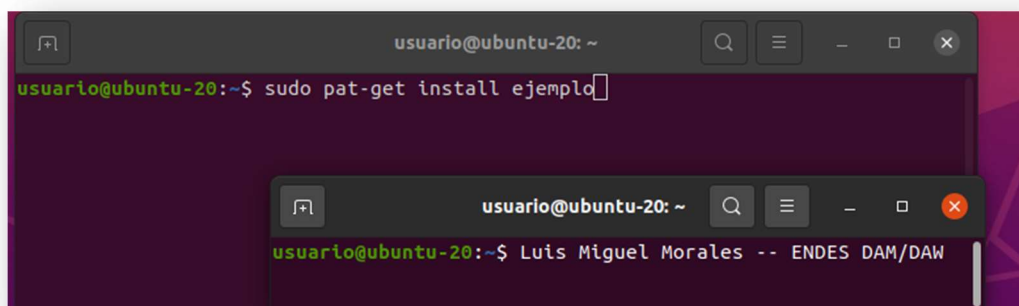 usuario@ubuntu-20: ~
usuario@ubuntu-20:~$ sudo pat-get install ejemplo
usuario@ubuntu-20: ~
usuario@ubuntu-20:~$ Luis Miguel Morales -- ENDES DAM/DAW